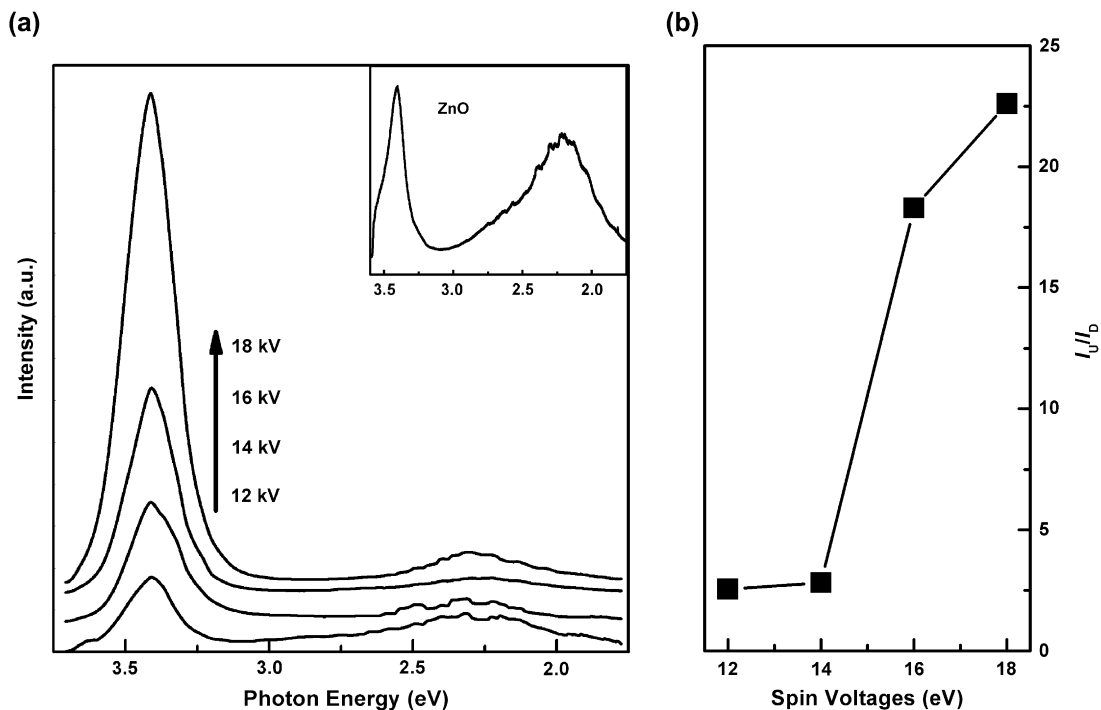 (a)
ZnO
3.5 3.0 2.5 2.0
18 kV
16 kV
14 kV
12 kV
Intensity (a.u.)
3.5 3.0 2.5 2.0
Photon Energy (eV)
(b)
25
20
15
10
5
0
I_U/I_D
12 14 16 18
Spin Voltages (eV)